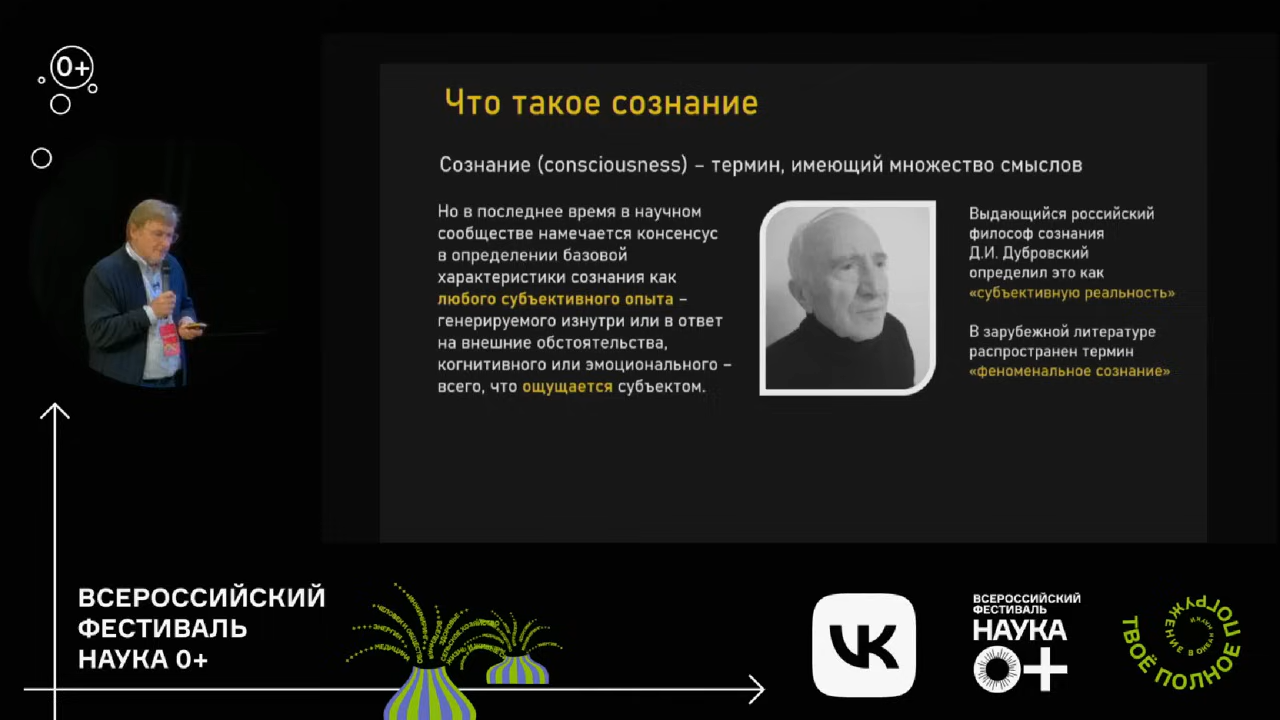 0+
Что такое сознание
Сознание (consciousness) – термин, имеющий множество смыслов
Но в последнее время в научном
сообществе намечается консенсус
в определении базовой
характеристики сознания как
любого субъективного опыта –
генерируемого изнутри или в ответ
на внешние обстоятельства,
когнитивного или эмоционального –
всего, что ощущается субъектом.
Выдающийся российский
философ сознания
Д.И. Дубровский
определил это как
«субъективную реальность»
В зарубежной литературе
распространен термин
«феноменальное сознание»
ВСЕРОССИЙСКИЙ
ФЕСТИВАЛЬ
НАУКА 0+
VK
ВСЕРОССИЙСКИЙ
ФЕСТИВАЛЬ
НАУКА
0+
ТВОЁ ПОЛНОЕ ПОГРУЖЕНИЕ В ОКЕАН